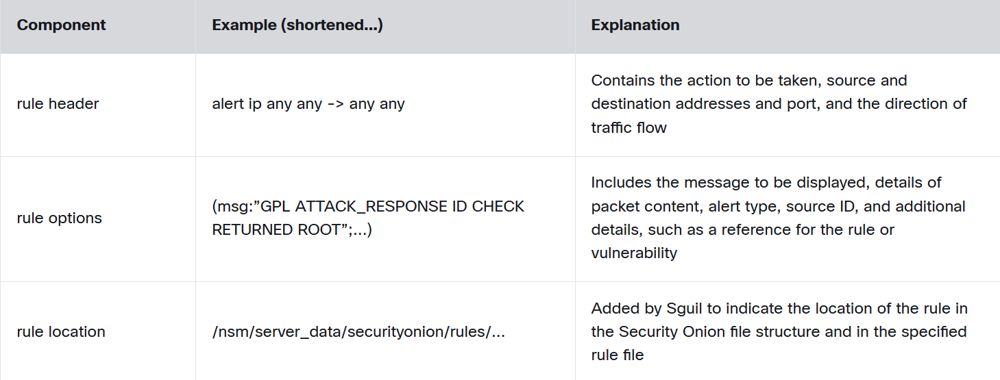 Component
Example (shortened...)
Explanation
rule header
alert ip any any -> any any
Contains the action to be taken, source and
destination addresses and port, and the direction of
traffic flow
rule options
(msg:”GPL ATTACK_RESPONSE ID CHECK
RETURNED ROOT”;...)
Includes the message to be displayed, details of
packet content, alert type, source ID, and additional
details, such as a reference for the rule or
vulnerability
rule location
/nsm/server_data/securityonion/rules/...
Added by Sguil to indicate the location of the rule in
the Security Onion file structure and in the specified
rule file